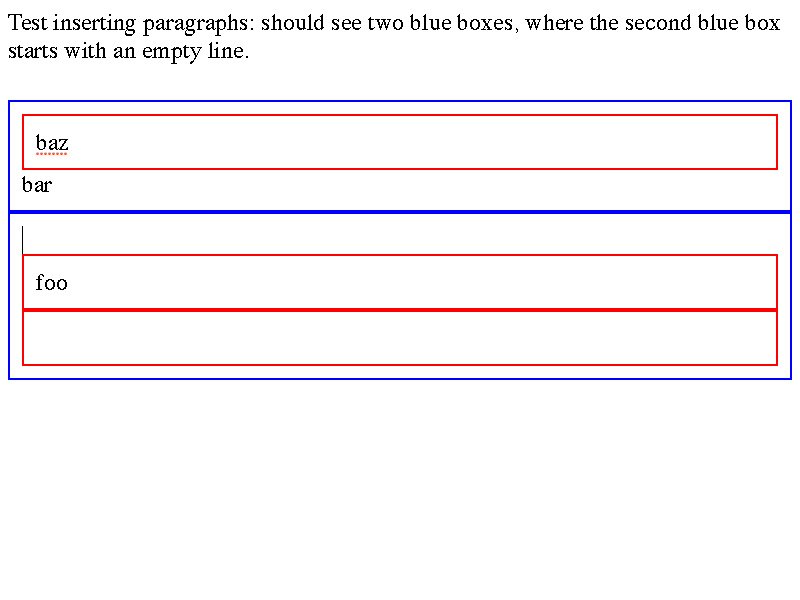 Test inserting paragraphs: should see two blue boxes, where the second blue box
starts with an empty line.
baz
bar
foo